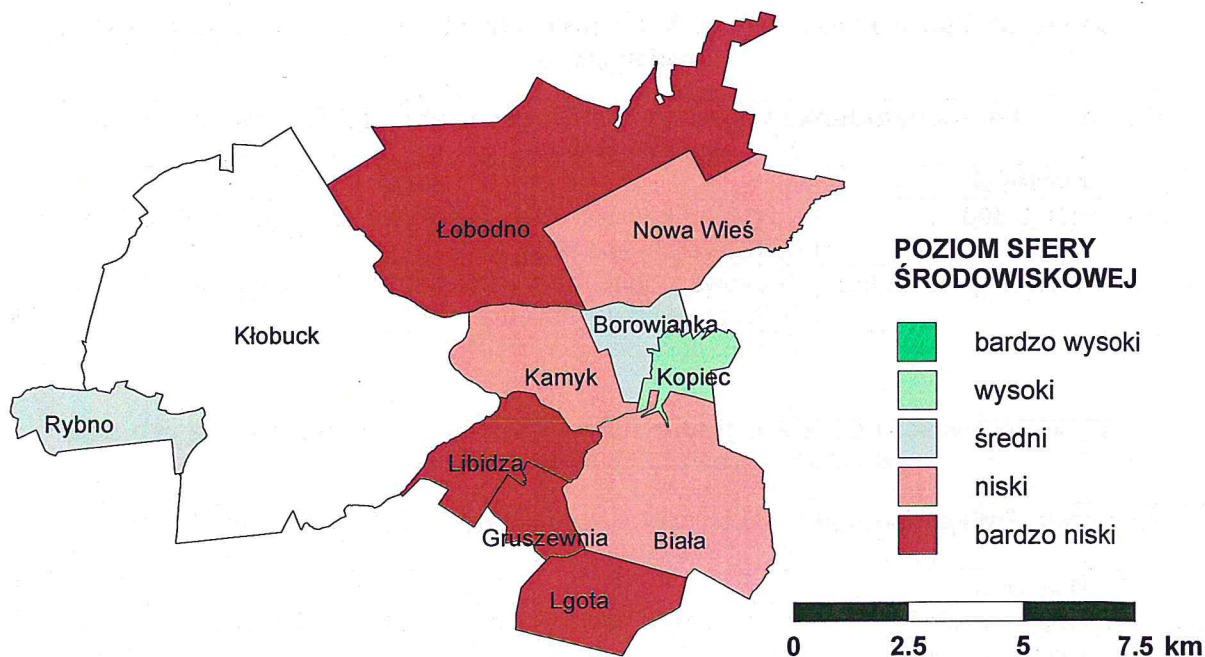 Łobodno
Nowa Wieś
Kłobuck
Borowianka
Kamyk
Kopiec
Rybno
Libidza
Gruszewnia
Biała
Lgota
POZIOM SFERY
ŚRODOWISKOWEJ
bardzo wysoki
wysoki
średni
niski
bardzo niski
0 2.5 5 7.5 km